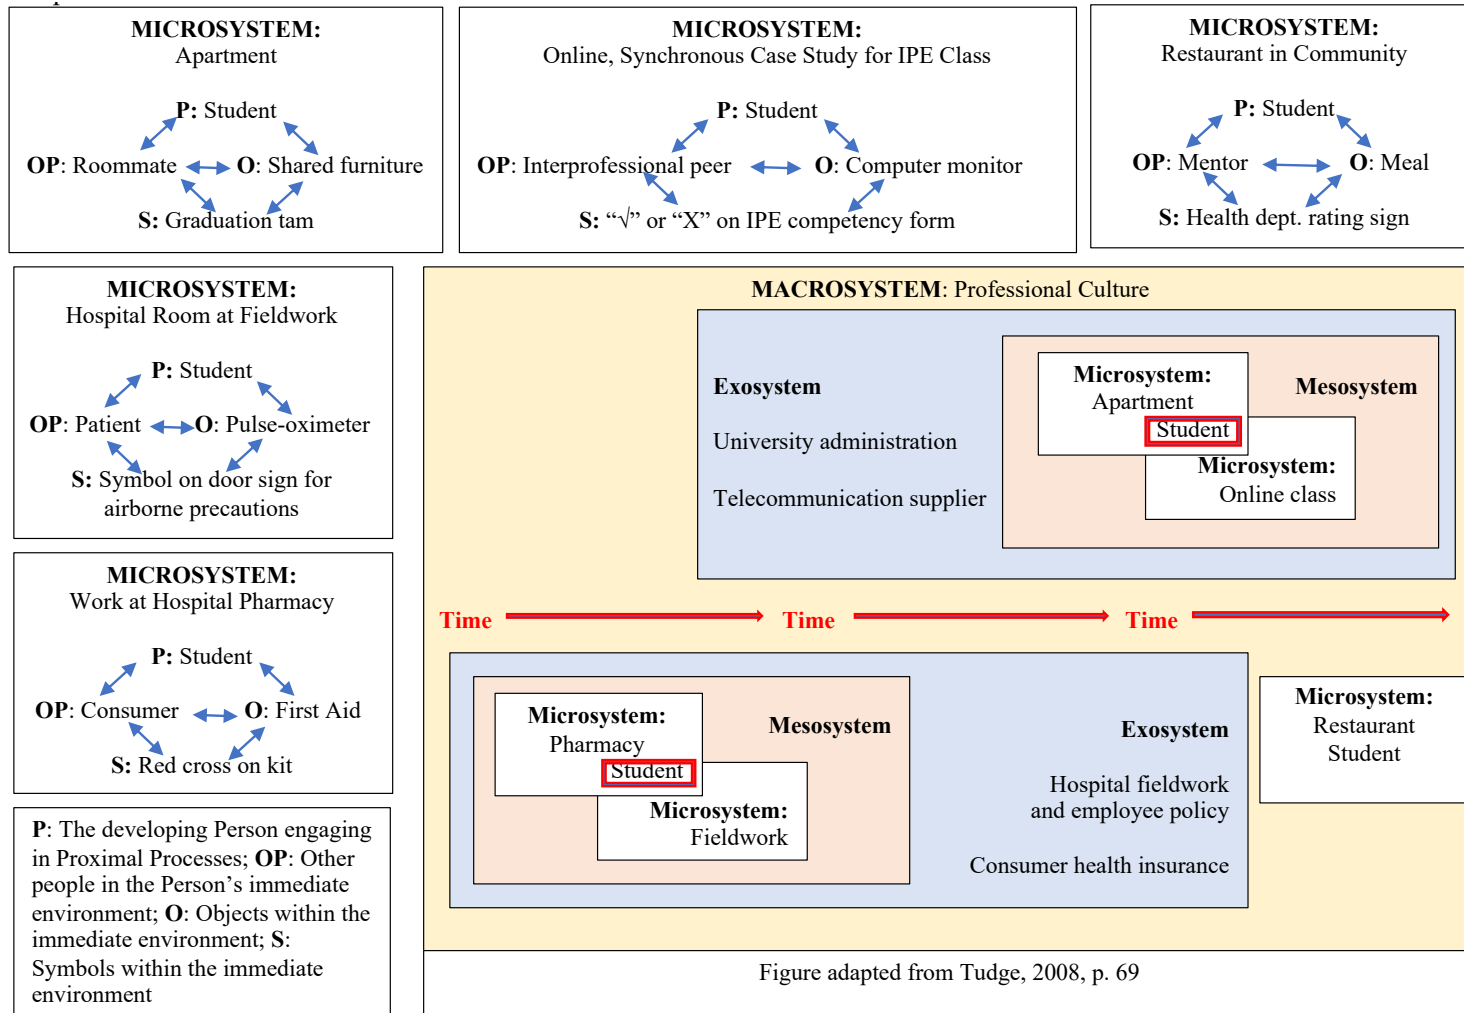 MICROSYSTEM:
Apartment
P: Student
OP: Roommate
O: Shared furniture
S: Graduation tam
MICROSYSTEM:
Online, Synchronous Case Study for IPE Class
P: Student
OP: Interprofessional peer
O: Computer monitor
S: “√” or “X” on IPE competency form
MICROSYSTEM:
Restaurant in Community
P: Student
OP: Mentor
O: Meal
S: Health dept. rating sign
MICROSYSTEM:
Hospital Room at Fieldwork
P: Student
OP: Patient
O: Pulse-oximeter
S: Symbol on door sign for
airborne precautions
MICROSYSTEM:
Work at Hospital Pharmacy
P: Student
OP: Consumer
O: First Aid
S: Red cross on kit
P: The developing Person engaging
in Proximal Processes; OP: Other
people in the Person’s immediate
environment; O: Objects within the
immediate environment; S:
Symbols within the immediate
environment
MACROSYSTEM: Professional Culture
Exosystem
University administration
Telecommunication supplier
Microsystem:
Apartment
Student
Mesosystem
Microsystem:
Online class
Time
Time
Time
Microsystem:
Pharmacy
Student
Mesosystem
Microsystem:
Fieldwork
Exosystem
Hospital fieldwork
and employee policy
Consumer health insurance
Microsystem:
Restaurant
Student
Figure adapted from Tudge, 2008, p. 69